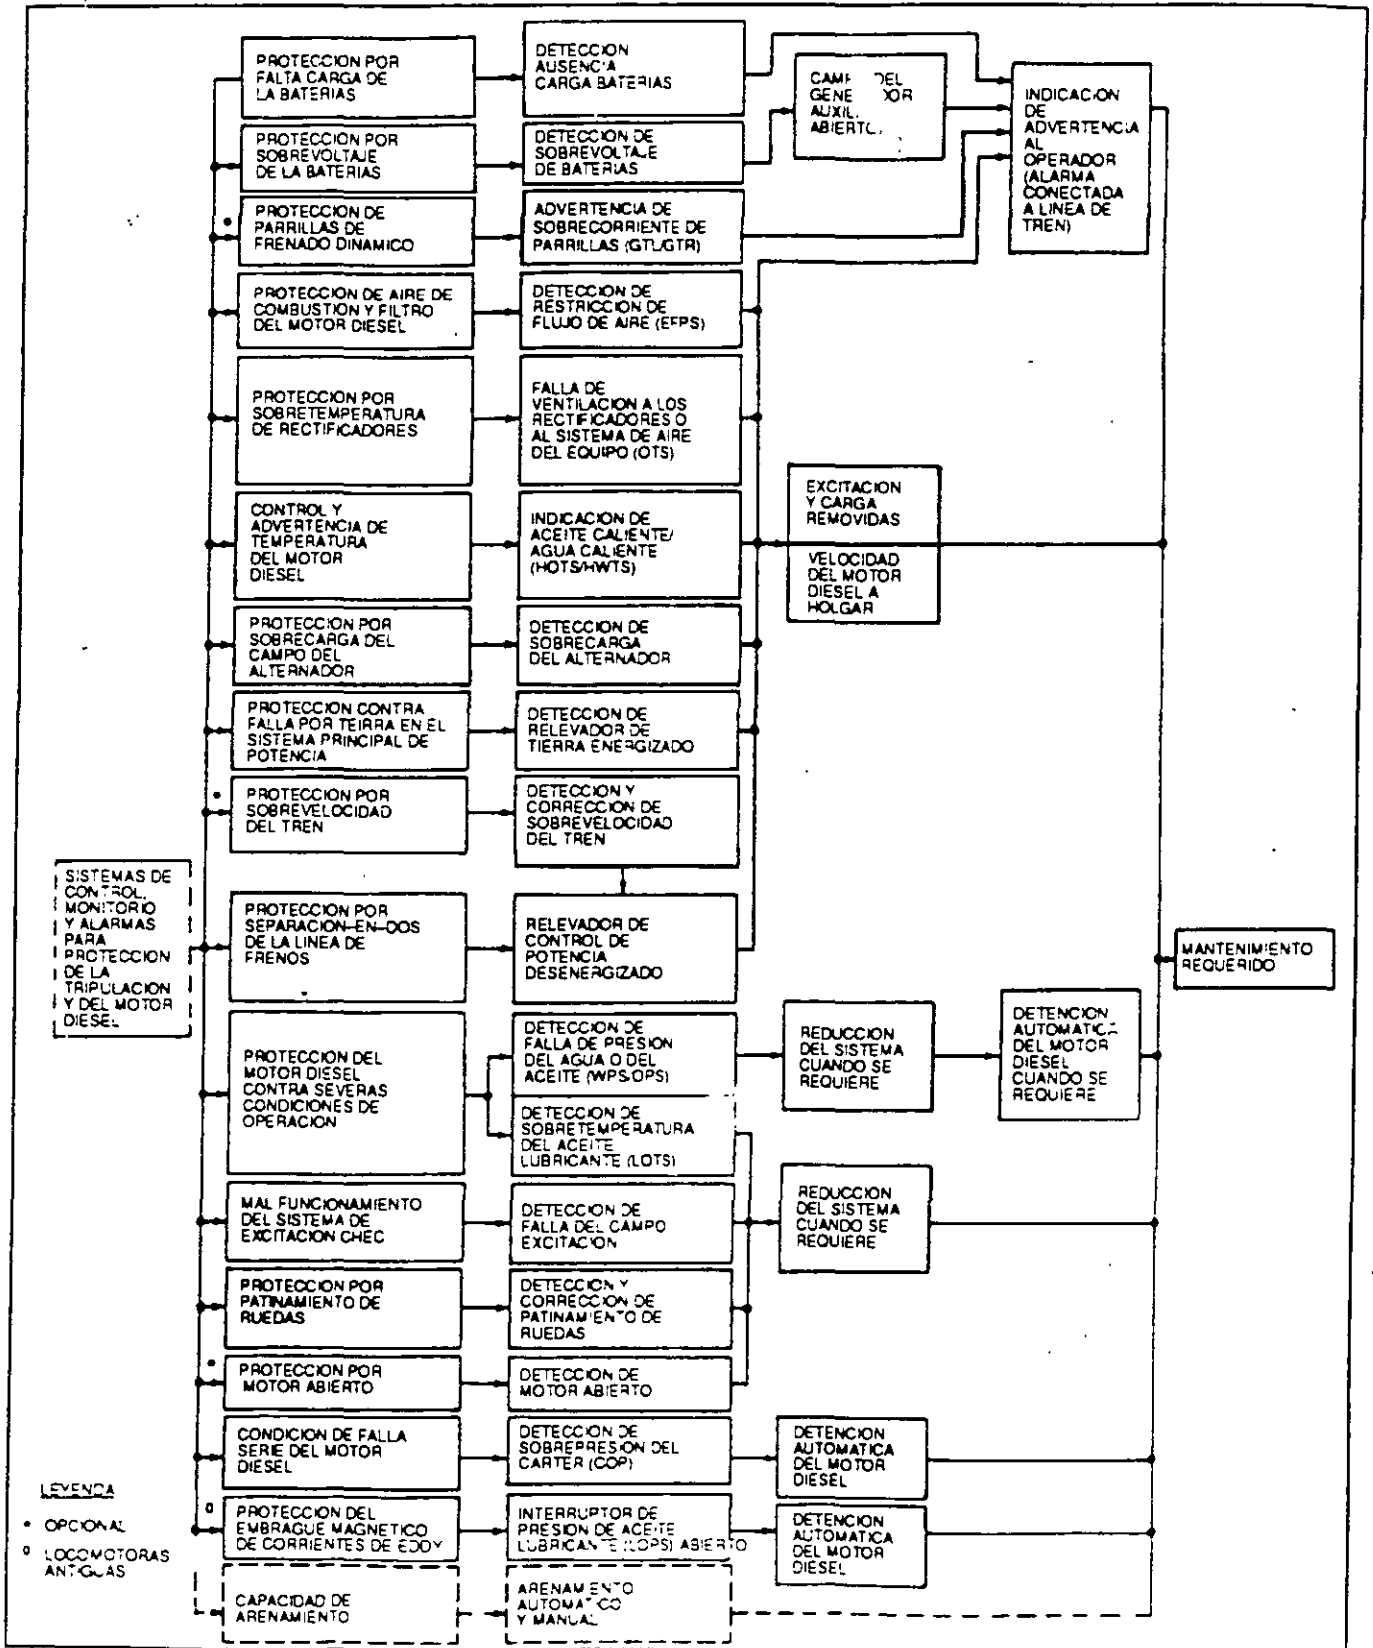 PROTECCION POR
FALTA CARGA DE
LA BATERIAS
DETECCION
AUSENCIA
CARGA BATERIAS
DEL
ABIERTO
INDICACION
DE
ADVERTENCIA
AL
OPERADOR
(ALARMA
CONECTADA
A LINEA DE
TREN)
PROTECCION POR
SOBREVOLTAJE
DE LA BATERIAS
DETECCION DE
SOBREVOLTAJE
DE BATERIAS
• PROTECCION DE
PARRILLAS DE
FRENADO DINAMICO
ADVERTENCIA DE
SOBRECORRIENTE DE
PARRILLAS (GTL/GTR)
PROTECCION DE AIRE DE
COMBUSTION Y FILTRO
DEL MOTOR DIESEL
DETECCION DE
RESTRICCION DE
FLUJO DE AIRE (EFPS)
PROTECCION POR
SOBRETEMPERATURA
DE RECTIFICADORES
FALLA DE
VENTILACION A LOS
RECTIFICADORES O
AL SISTEMA DE AIRE
DEL EQUIPO (OTS)
CONTROL Y
ADVERTENCIA DE
TEMPERATURA
DEL MOTOR
DIESEL
INDICACION DE
ACEITE CALIENTE/
AGUA CALIENTE
(HOTS/HWTS)
EXCITACION
Y CARGA
REMOVIDAS
VELOCIDAD
DEL MOTOR
DIESEL A
HOLGAR
PROTECCION POR
SOBRECARGA DEL
CAMPO DEL
ALTERNADOR
DETECCION DE
SOBRECARGA
DEL ALTERNADOR
PROTECCION CONTRA
FALLA POR TEIRRA EN EL
SISTEMA PRINCIPAL DE
POTENCIA
DETECCION DE
RELEVADOR DE
TIERRA ENERGIZADO
• PROTECCION POR
SOBREVELOCIDAD
DEL TREN
DETECCION Y
CORRECCION DE
SOBREVELOCIDAD
DEL TREN
SISTEMAS DE
CONTROL,
MONITORIO
Y ALARMAS
PARA
PROTECCION
DE LA
TRIPULACION
Y DEL MOTOR
DIESEL
PROTECCION POR
SEPARACION-EN-DOS
DE LA LINEA DE
FRENOS
RELEVADOR DE
CONTROL DE
POTENCIA
DESENERGIZADO
MANTENIMIENTO
REQUERIDO
PROTECCION DEL
MOTOR DIESEL
CONTRA SEVERAS
CONDICIONES DE
OPERACION
DETECCION DE
FALLA DE PRESION
DEL AGUA O DEL
ACEITE (WPS/OPS)
REDUCCION
DEL SISTEMA
CUANDO SE
REQUIERE
DETENCION
AUTOMATICA
DEL MOTOR
DIESEL
CUANDO SE
REQUIERE
DETECCION DE
SOBRETEMPERATURA
DEL ACEITE
LUBRICANTE (LOTS)
MAL FUNCIONAMIENTO
DEL SISTEMA DE
EXCITACION CHEC
DETECCION DE
FALLA DEL CAMPO
EXCITACION
REDUCCION
DEL SISTEMA
CUANDO SE
REQUIERE
PROTECCION POR
PATINAMIENTO DE
RUEDAS
DETECCION Y
CORRECCION DE
PATINAMIENTO DE
RUEDAS
• PROTECCION POR
MOTOR ABIERTO
DETECCION DE
MOTOR ABIERTO
CONDICION DE FALLA
SERIE DEL MOTOR
DIESEL
DETECCION DE
SOBREPRESION DEL
CARTER (COP)
DETENCION
AUTOMATICA
DEL MOTOR
DIESEL
PROTECCION DEL
EMBRAGUE MAGNETICO
DE CORRIENTES DE EDDY
INTERRUPTOR DE
PRESION DE ACEITE
LUBRICANTE (LOPS) ABIERTO
DETENCION
AUTOMATICA
DEL MOTOR
DIESEL
CAPACIDAD DE
ARENAMIENTO
ARENAMIENTO
AUTOMATICO
Y MANUAL
LEYENDA
• OPCIONAL
LOCOMOTORAS
ANTIGUAS